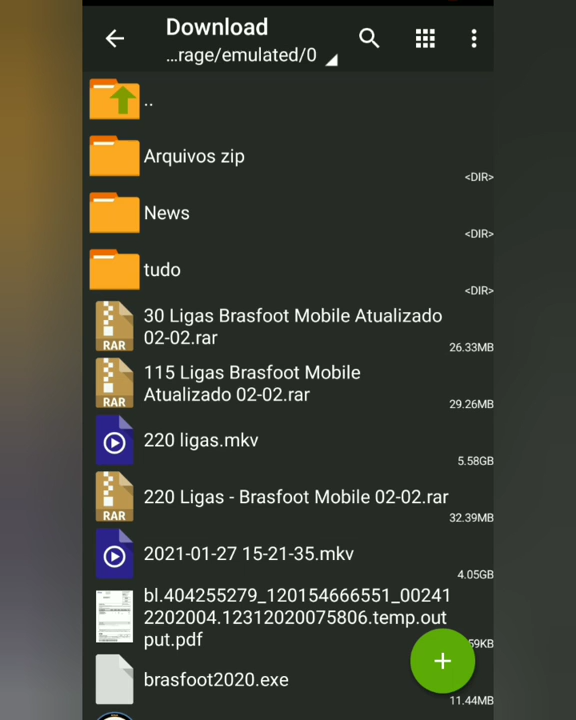 Download
...rage/emulated/0
..
Arquivos zip
<DIR>
News
<DIR>
tudo
<DIR>
30 Ligas Brasfoot Mobile Atualizado
02-02.rar
RAR
26.33MB
115 Ligas Brasfoot Mobile
Atualizado 02-02.rar
RAR
29.26MB
220 ligas.mkv
5.58GB
220 Ligas - Brasfoot Mobile 02-02.rar
RAR
32.39MB
2021-01-27 15-21-35.mkv
4.05GB
bl.404255279_120154666551_00241
2202004.12312020075806.temp.out
put.pdf
59KB
brasfoot2020.exe
11.44MB